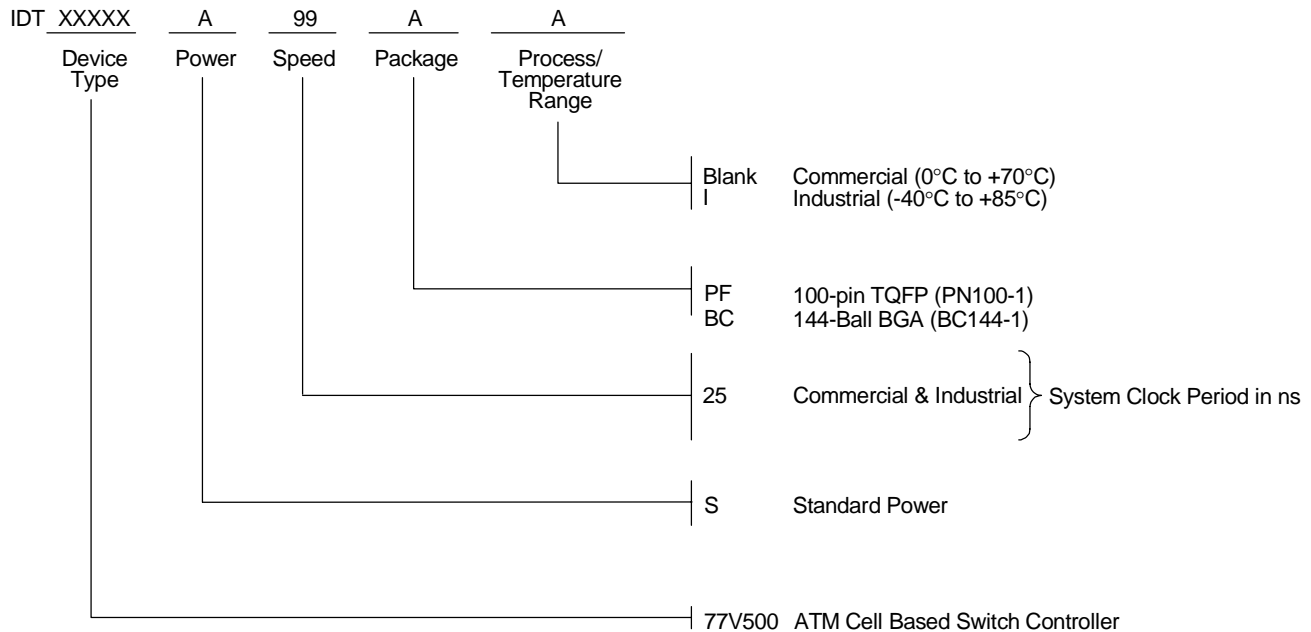 IDT XXXXX A 99 A A
Device Type Power Speed Package Process/ Temperature Range
Blank Commercial (0°C to +70°C)
I Industrial (-40°C to +85°C)
PF 100-pin TQFP (PN100-1)
BC 144-Ball BGA (BC144-1)
25 Commercial & Industrial System Clock Period in ns
S Standard Power
77V500 ATM Cell Based Switch Controller